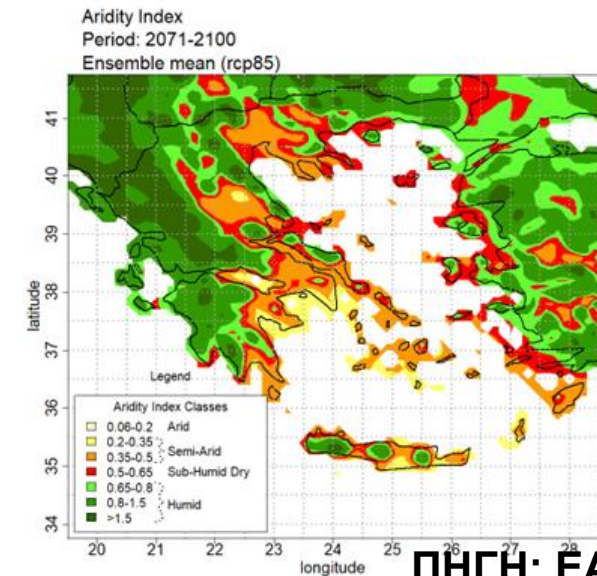 Aridity Index
Period: 2071-2100
Ensemble mean (rcp85)
41
40
39
38
37
36
35
34
latitude
Legend
Aridity Index Classes
0.06-0.2 Arid
0.2-0.35
0.35-0.5 Semi-Arid
0.5-0.65 Sub-Humid Dry
0.65-0.8
0.8-1.5 Humid
>1.5
20 21 22 23 24 25 26 27 28
longitude
ΠΗΓΗ: ΕΛ